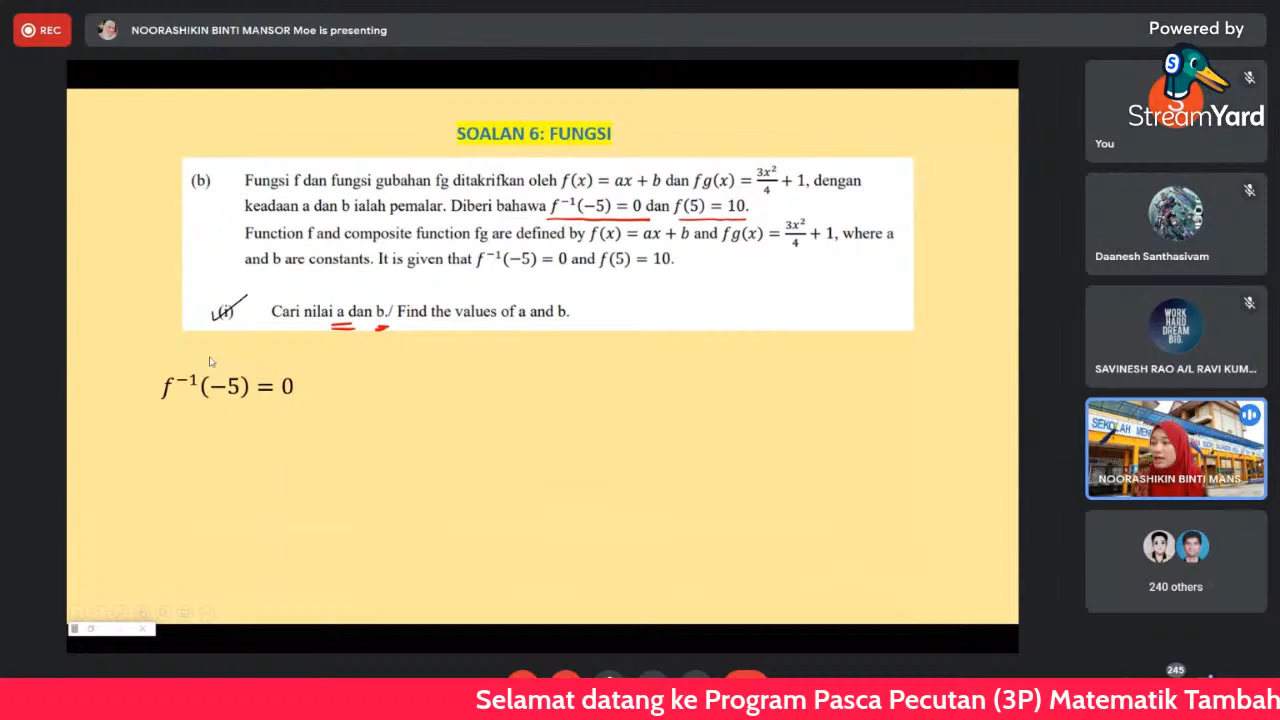 REC
NOORASHIKIN BINTI MANSOR Moe is presenting
Powered by
StreamYard
You
SOALAN 6: FUNGSI
(b) Fungsi f dan fungsi gubahan fg ditakrifkan oleh f(x) = ax + b dan fg(x) = 3x²/4 + 1, dengan
keadaan a dan b ialah pemalar. Diberi bahawa f⁻¹(−5) = 0 dan f(5) = 10.
Function f and composite function fg are defined by f(x) = ax + b and fg(x) = 3x²/4 + 1, where a
and b are constants. It is given that f⁻¹(−5) = 0 and f(5) = 10.
(i) Cari nilai a dan b./ Find the values of a and b.
f⁻¹(−5) = 0
Daanesh Santhasivam
WORK
HARD
DREAM
BIG.
SAVINESH RAO A/L RAVI KUM...
SEKOLAH MENE
NOORASHIKIN BINTI MANS...
240 others
245
Selamat datang ke Program Pasca Pecutan (3P) Matematik Tambah